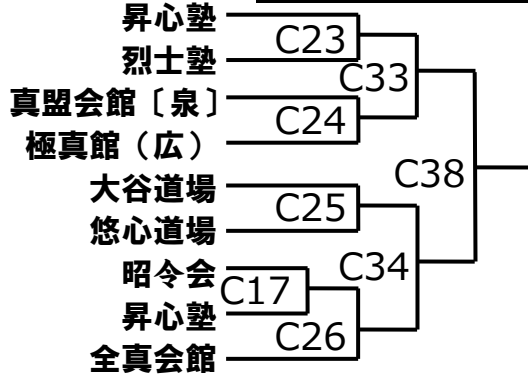 昇心塾
C23
烈士塾
C33
真盟会館〔泉〕
C24
極真館（広）
C38
大谷道場
C25
悠心道場
C34
昭令会
C17
昇心塾
C26
全真会館